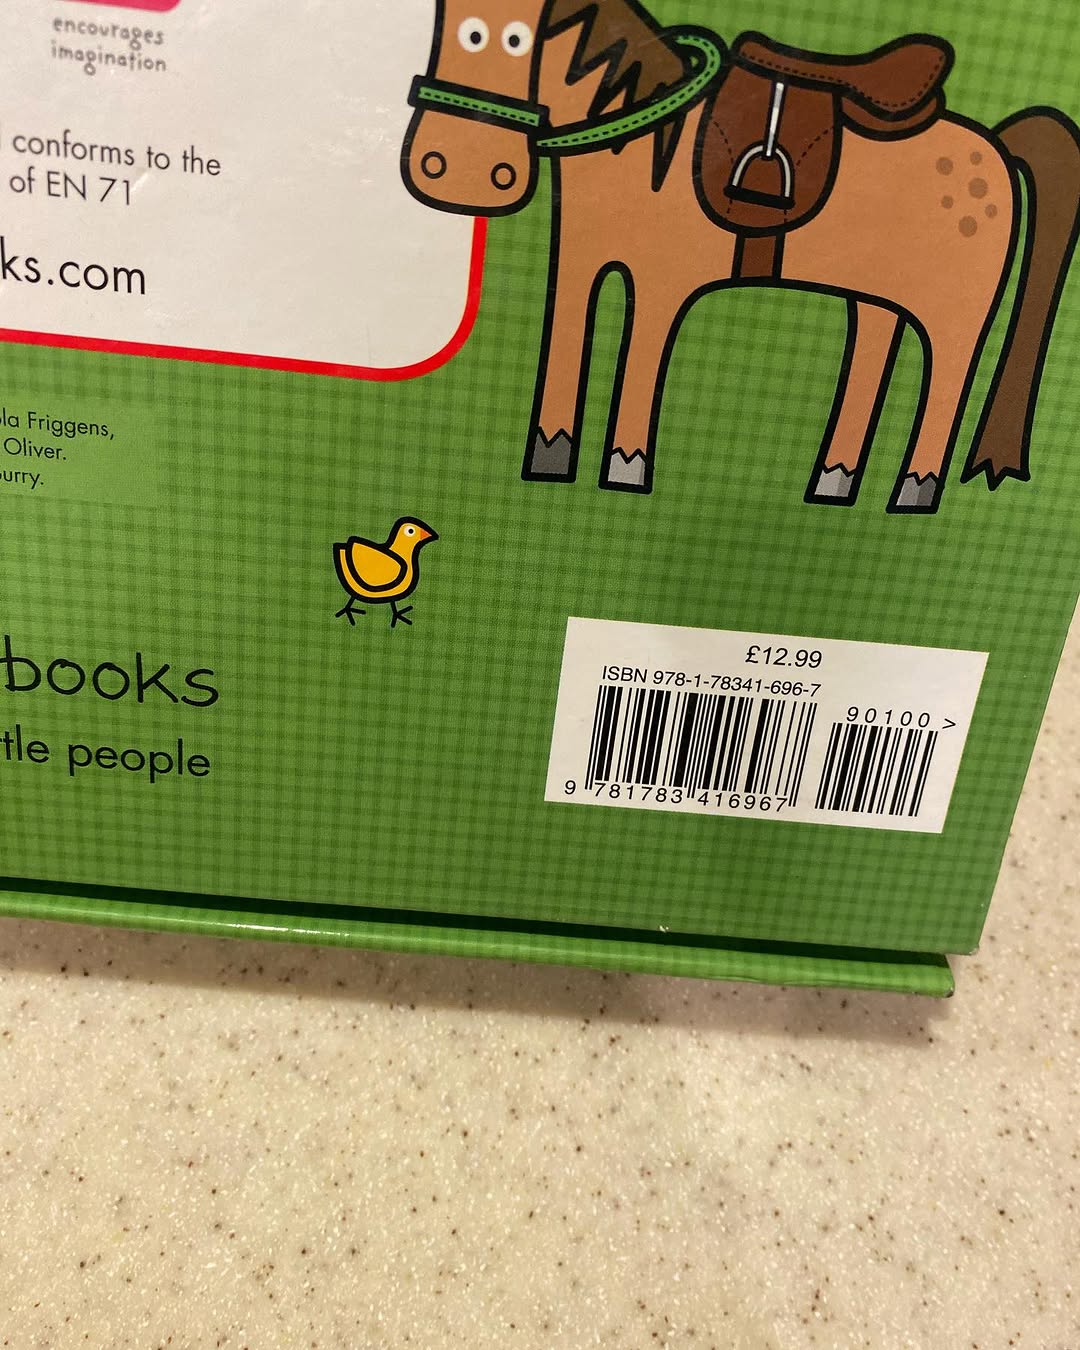 encourages
imagination
conforms to the
of EN 71
ks.com
la Friggens,
Oliver.
urry.
books
tle people
£12.99
ISBN 978-1-78341-696-7
90100 >
9 781783 416967